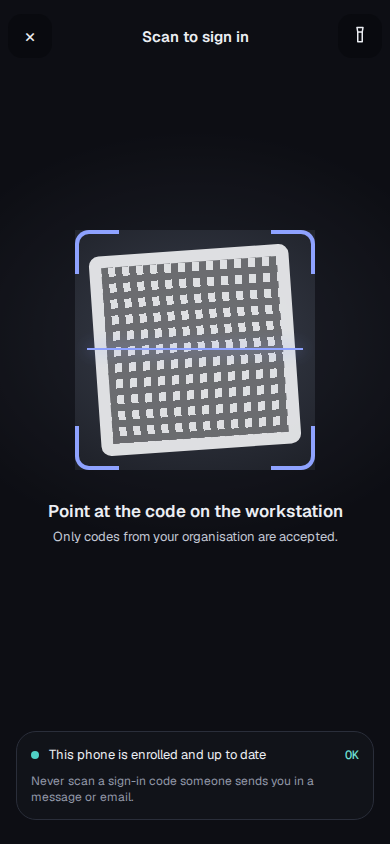 ×
Scan to sign in
Point at the code on the workstation
Only codes from your organisation are accepted.
This phone is enrolled and up to date
OK
Never scan a sign-in code someone sends you in a
message or email.